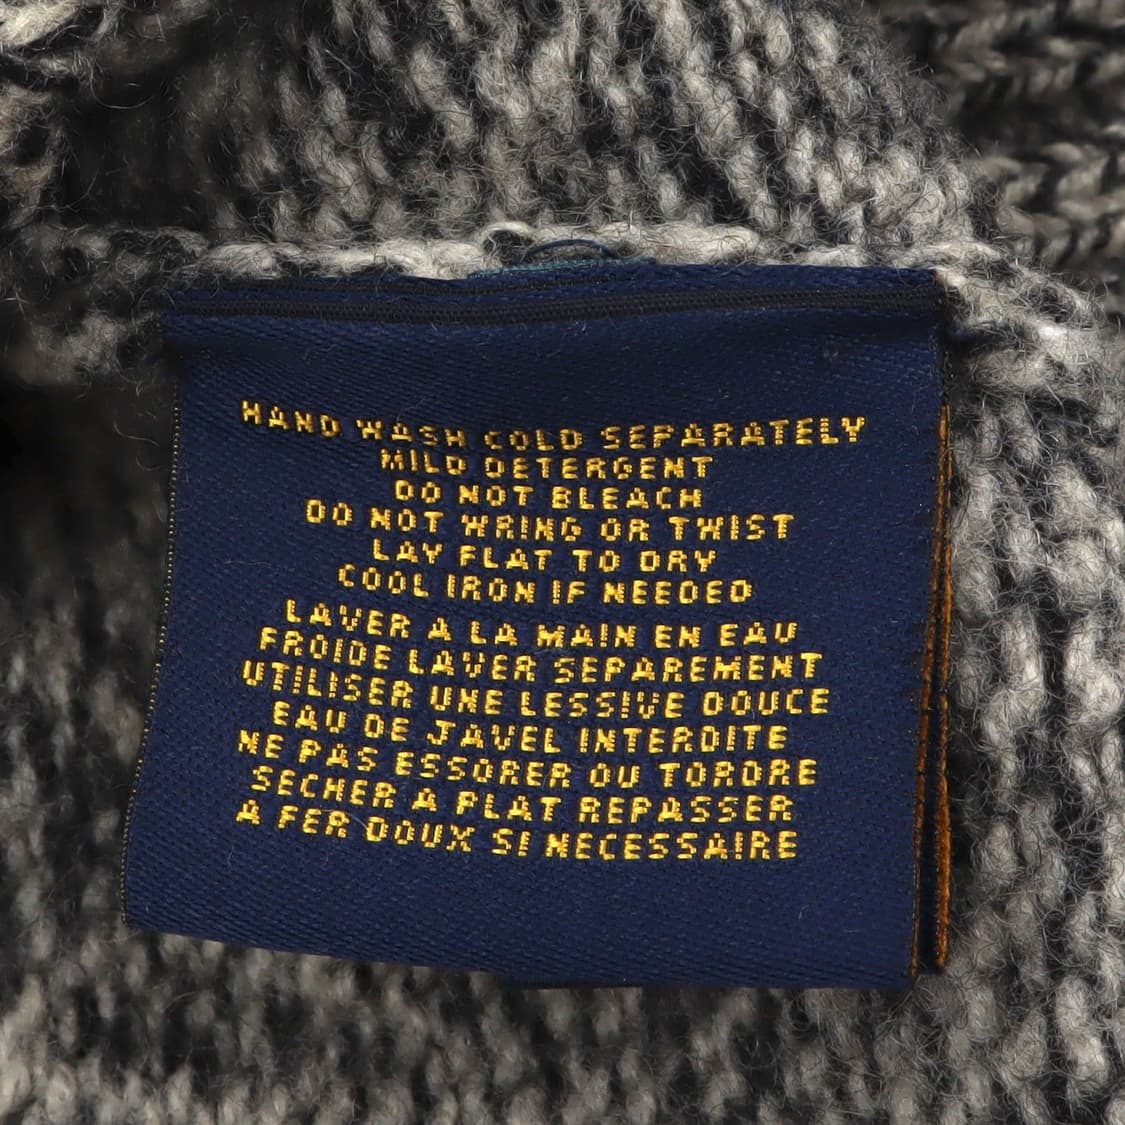 HAND WASH COLD SEPARATELY
MILD DETERGENT
DO NOT BLEACH
DO NOT WRING OR TWIST
LAY FLAT TO DRY
COOL IRON IF NEEDED
LAVER A LA MAIN EN EAU
FROIDE LAVER SEPAREMENT
UTILISER UNE LESSIVE DOUCE
EAU DE JAVEL INTERDITE
NE PAS ESSORER OU TORDRE
SECHER A PLAT REPASSER
A FER DOUX SI NECESSAIRE